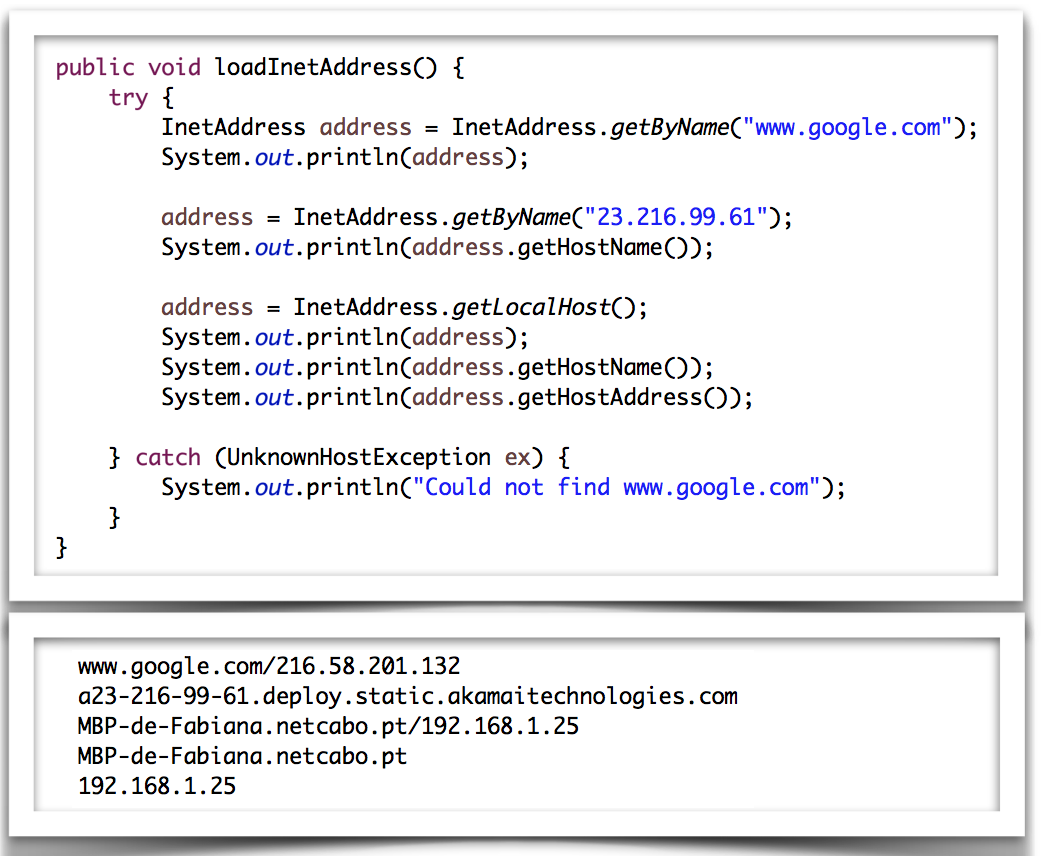 public void loadInetAddress() {
    try {
        InetAddress address = InetAddress.getByName("www.google.com");
        System.out.println(address);

        address = InetAddress.getByName("23.216.99.61");
        System.out.println(address.getHostName());

        address = InetAddress.getLocalHost();
        System.out.println(address);
        System.out.println(address.getHostName());
        System.out.println(address.getHostAddress());

    } catch (UnknownHostException ex) {
        System.out.println("Could not find www.google.com");
    }
}
www.google.com/216.58.201.132
a23-216-99-61.deploy.static.akamaitechnologies.com
MBP-de-Fabiana.netcabo.pt/192.168.1.25
MBP-de-Fabiana.netcabo.pt
192.168.1.25